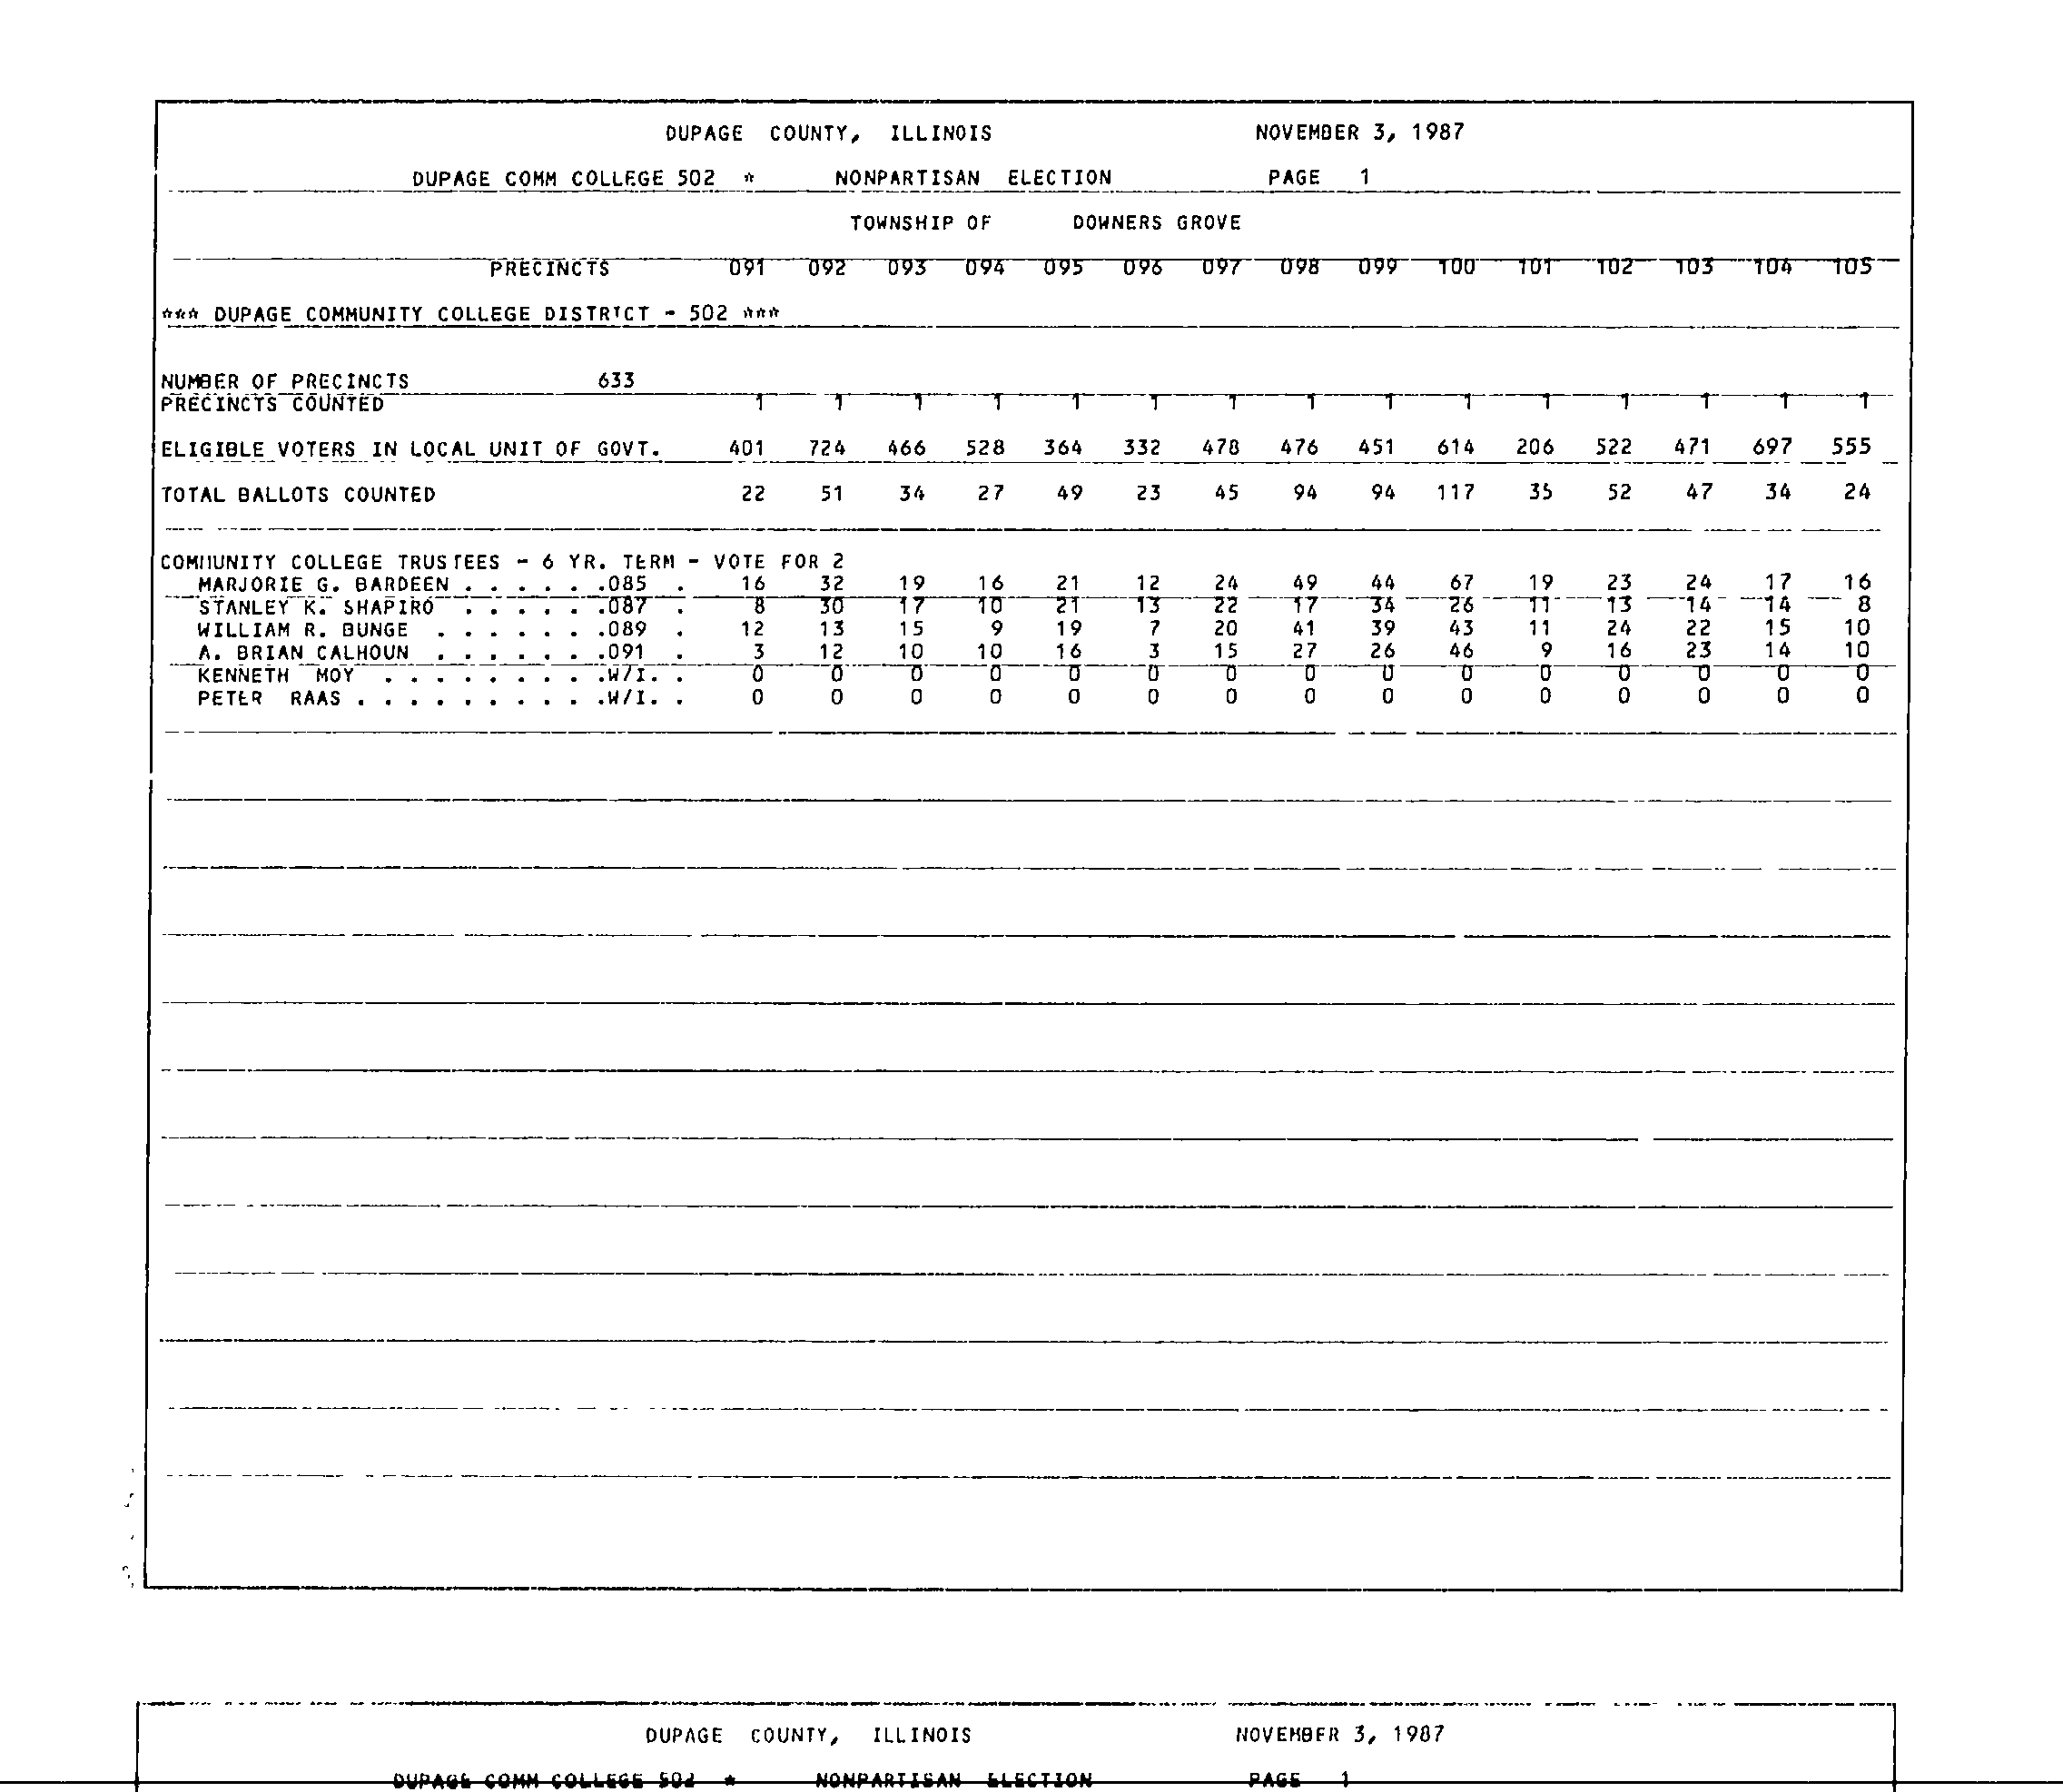 DUPAGE COUNTY, ILLINOIS NOVEMBER 3, 1987
DUPAGE COMM COLLEGE 502 * NONPARTISAN ELECTION PAGE 1
TOWNSHIP OF DOWNERS GROVE
PRECINCTS 091 092 093 094 095 096 097 098 099 100 101 102 103 104 105
*** DUPAGE COMMUNITY COLLEGE DISTRICT - 502 ***
NUMBER OF PRECINCTS 633
PRECINCTS COUNTED 1 1 1 1 1 1 1 1 1 1 1 1 1 1 1
ELIGIBLE VOTERS IN LOCAL UNIT OF GOVT. 401 724 466 528 364 332 478 476 451 614 206 522 471 697 555
TOTAL BALLOTS COUNTED 22 51 34 27 49 23 45 94 94 117 35 52 47 34 24
COMMUNITY COLLEGE TRUSTEES - 6 YR. TERM - VOTE FOR 2
MARJORIE G. BARDEEN . . . . . .085 . 16 32 19 16 21 12 24 49 44 67 19 23 24 17 16
STANLEY K. SHAPIRO . . . . . .087 . 8 30 17 10 21 13 22 17 34 26 11 13 14 14 8
WILLIAM R. BUNGE . . . . . . .089 . 12 13 15 9 19 7 20 41 39 43 11 24 22 15 10
A. BRIAN CALHOUN . . . . . . .091 . 3 12 10 10 16 3 15 27 26 46 9 16 23 14 10
KENNETH MOY . . . . . . . . .W/I. . 0 0 0 0 0 0 0 0 0 0 0 0 0 0 0
PETER RAAS . . . . . . . . . .W/I. . 0 0 0 0 0 0 0 0 0 0 0 0 0 0 0
DUPAGE COUNTY, ILLINOIS NOVEMBER 3, 1987
DUPAGE COMM COLLEGE 502 * NONPARTISAN ELECTION PAGE 1